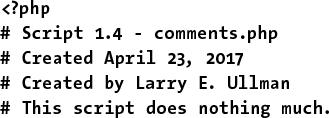 <?php
# Script 1.4 - comments.php
# Created April 23, 2017
# Created by Larry E. Ullman
# This script does nothing much.